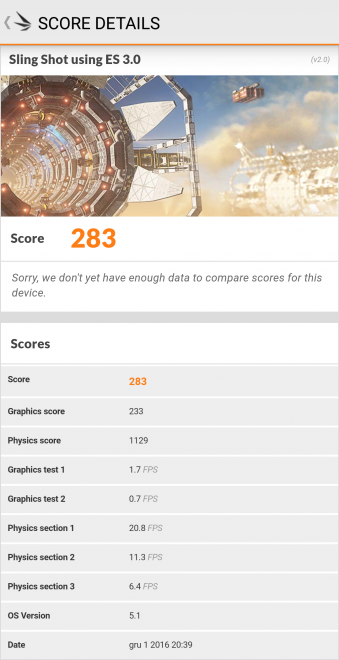 SCORE DETAILS
Sling Shot using ES 3.0 (v2.0)
Score 283
Sorry, we don't yet have enough data to compare scores for this
device.
Scores
Score 283
Graphics score 233
Physics score 1129
Graphics test 1 1.7 FPS
Graphics test 2 0.7 FPS
Physics section 1 20.8 FPS
Physics section 2 11.3 FPS
Physics section 3 6.4 FPS
OS Version 5.1
Date gru 1 2016 20:39